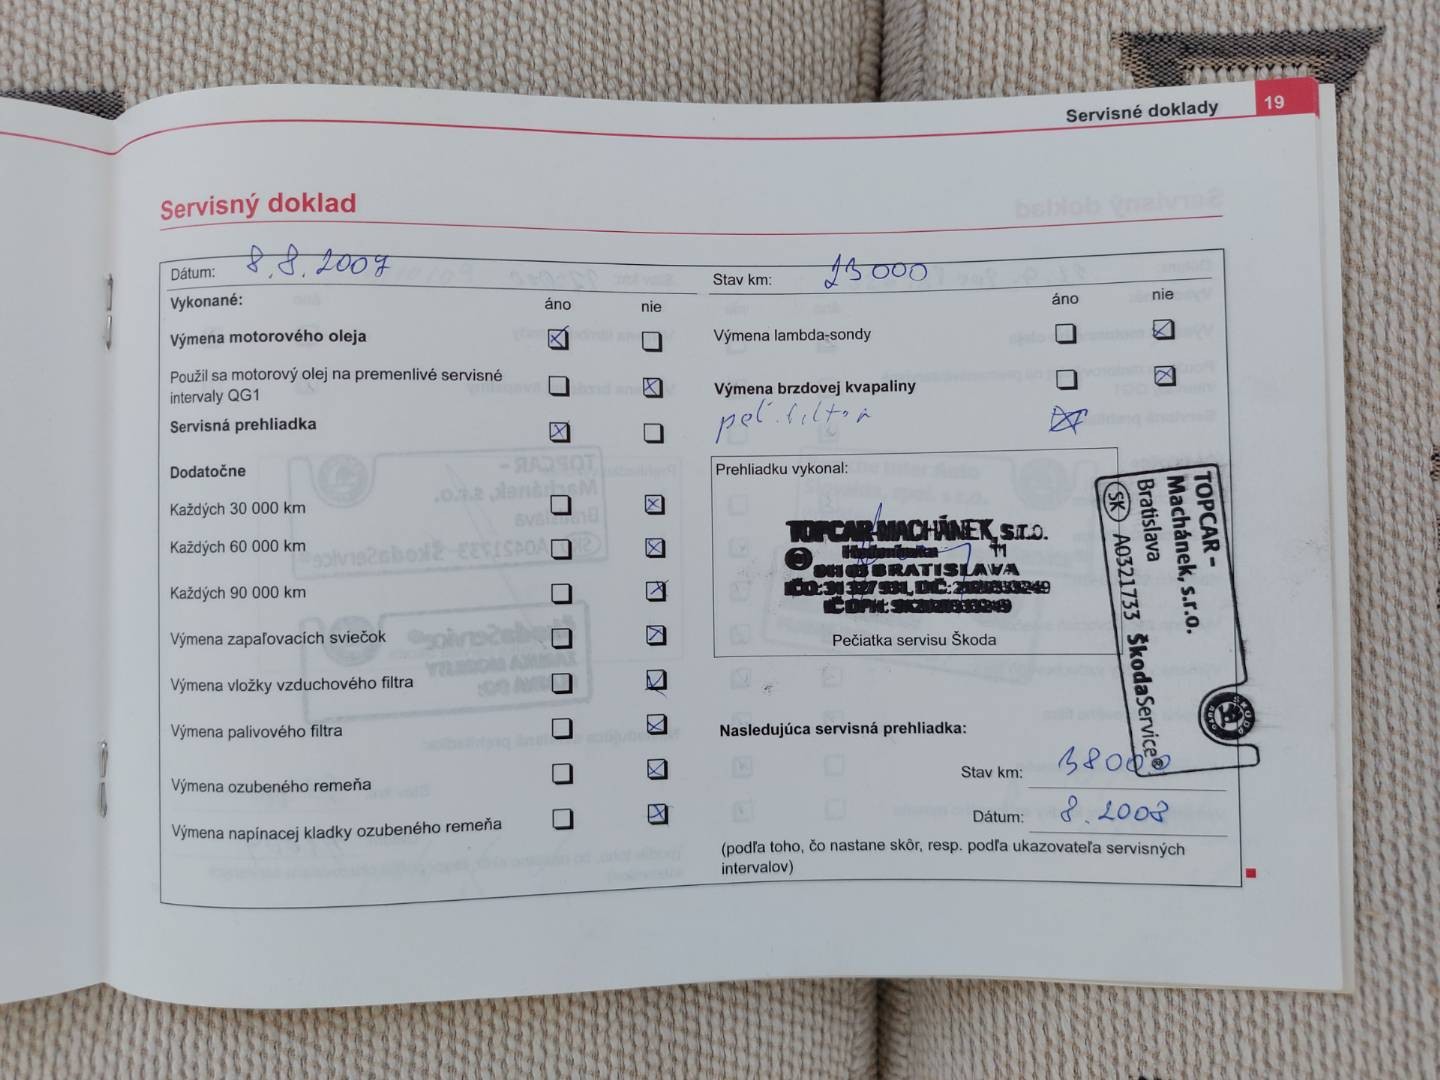 Servisné doklady 19
Servisný doklad
Dátum: 8.8.2007
Stav km: 23000
Vykonané: áno nie
áno nie
Výmena motorového oleja
Použil sa motorový olej na premenlivé servisné
intervaly QG1
Servisná prehliadka
Dodatočne
Každých 30 000 km
Každých 60 000 km
Každých 90 000 km
Výmena zapaľovacích sviečok
Výmena vložky vzduchového filtra
Výmena palivového filtra
Výmena ozubeného remeňa
Výmena napínacej kladky ozubeného remeňa
Výmena lambda-sondy
Výmena brzdovej kvapaliny
Prehliadku vykonal:
TOPCAR-MACHÁNEK, s.r.o.
11
BRATISLAVA
Pečiatka servisu Škoda
TOPCAR -
Machánek, s.r.o.
Bratislava
SK A0321733 ŠkodaService®
Nasledujúca servisná prehliadka:
Stav km: 38000
Dátum: 8.2008
(podľa toho, čo nastane skôr, resp. podľa ukazovateľa servisných
intervalov)